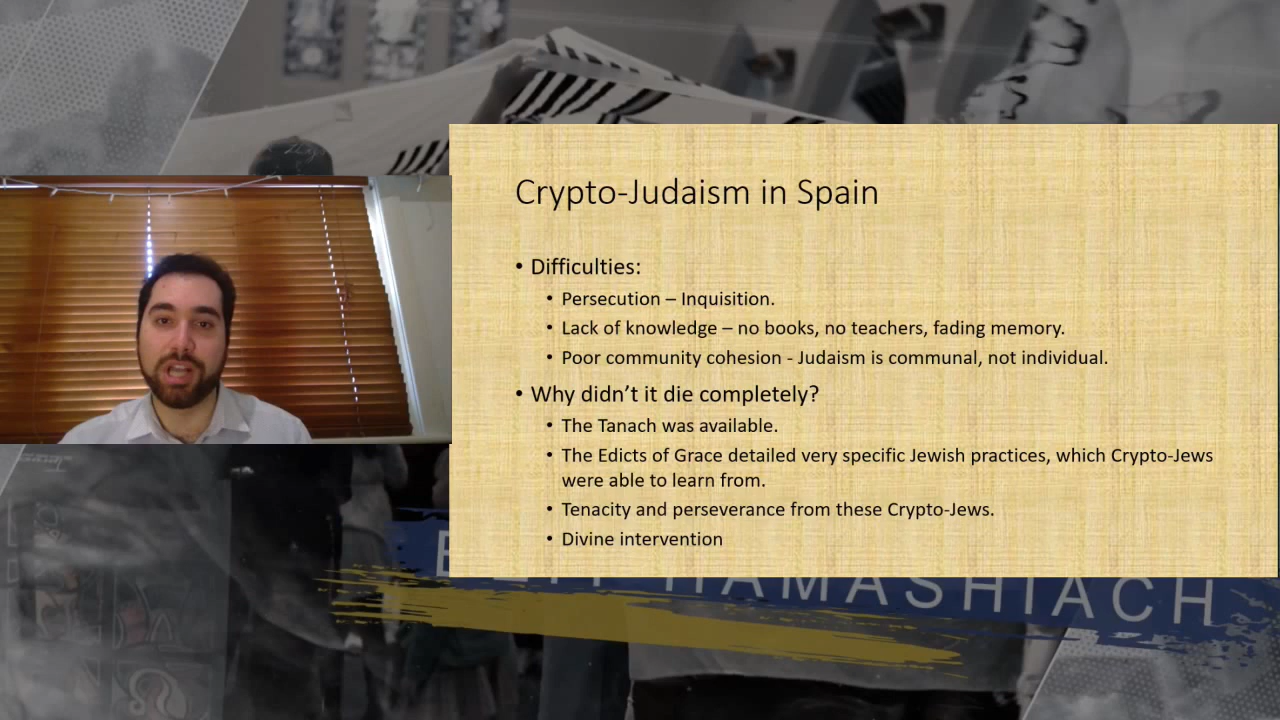 Crypto-Judaism in Spain
• Difficulties:
• Persecution – Inquisition.
• Lack of knowledge – no books, no teachers, fading memory.
• Poor community cohesion - Judaism is communal, not individual.
• Why didn’t it die completely?
• The Tanach was available.
• The Edicts of Grace detailed very specific Jewish practices, which Crypto-Jews
were able to learn from.
• Tenacity and perseverance from these Crypto-Jews.
• Divine intervention
HAMASHIACH